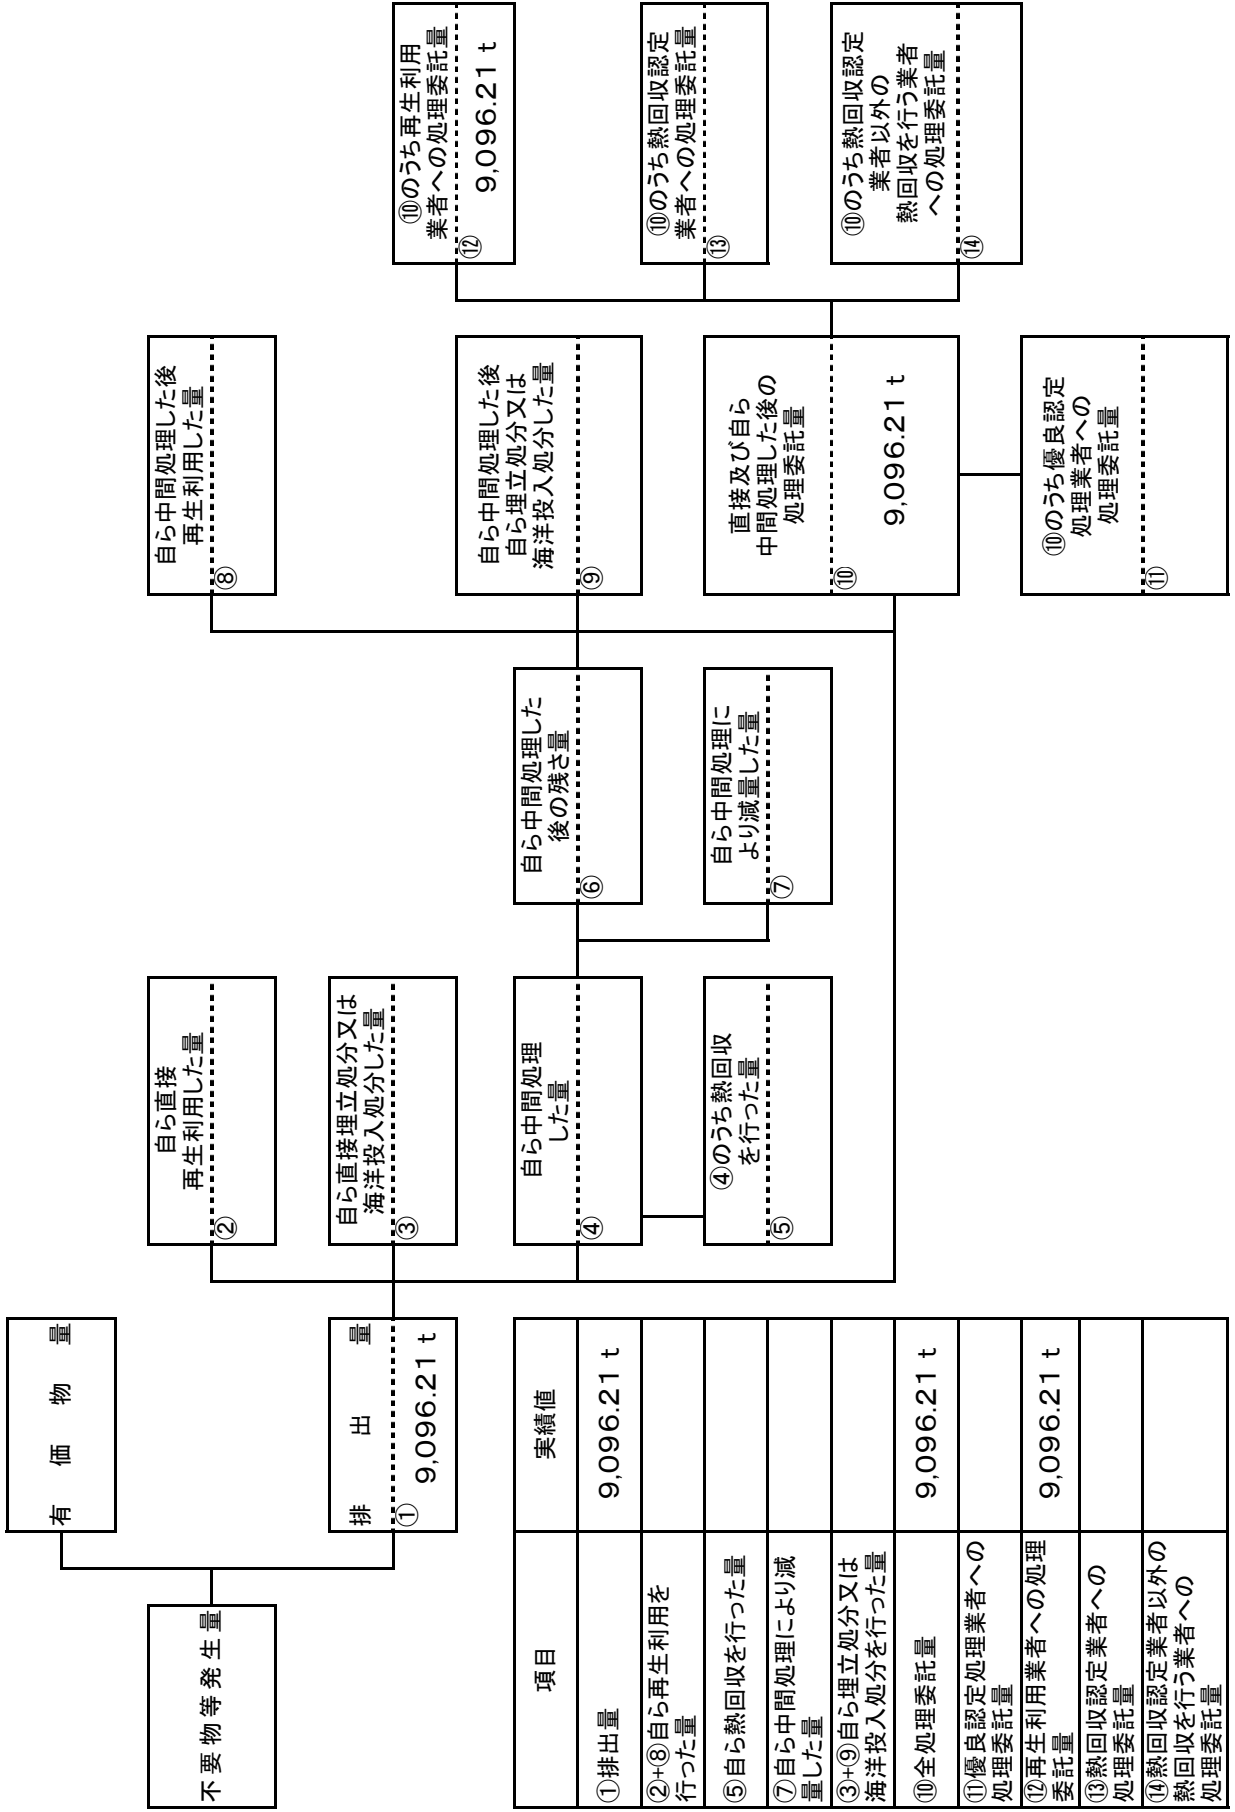 不要物等発生量
有価物量
排出量
①
9,096.21 t
自ら直接
再生利用した量
②
自ら直接埋立処分又は
海洋投入処分した量
③
自ら中間処理
した量
④
④のうち熱回収
を行った量
⑤
自ら中間処理した
後の残さ量
⑥
自ら中間処理に
より減量した量
⑦
自ら中間処理した後
再生利用した量
⑧
自ら中間処理した後
自ら埋立処分又は
海洋投入処分した量
⑨
直接及び自ら
中間処理した後の
処理委託量
⑩
9,096.21 t
⑩のうち優良認定
処理業者への
処理委託量
⑪
⑩のうち再生利用
業者への処理委託量
⑫
9,096.21 t
⑩のうち熱回収認定
業者への処理委託量
⑬
⑩のうち熱回収認定
業者以外の
熱回収を行う業者
への処理委託量
⑭
項目
実績値
①排出量
9,096.21 t
②+⑧自ら再生利用を
行った量
⑤自ら熱回収を行った量
⑦自ら中間処理により減
量した量
③+⑨自ら埋立処分又は
海洋投入処分を行った量
⑩全処理委託量
9,096.21 t
⑪優良認定処理業者への
処理委託量
⑫再生利用業者への処理
委託量
9,096.21 t
⑬熱回収認定業者への
処理委託量
⑭熱回収認定業者以外の
熱回収を行う業者への
処理委託量